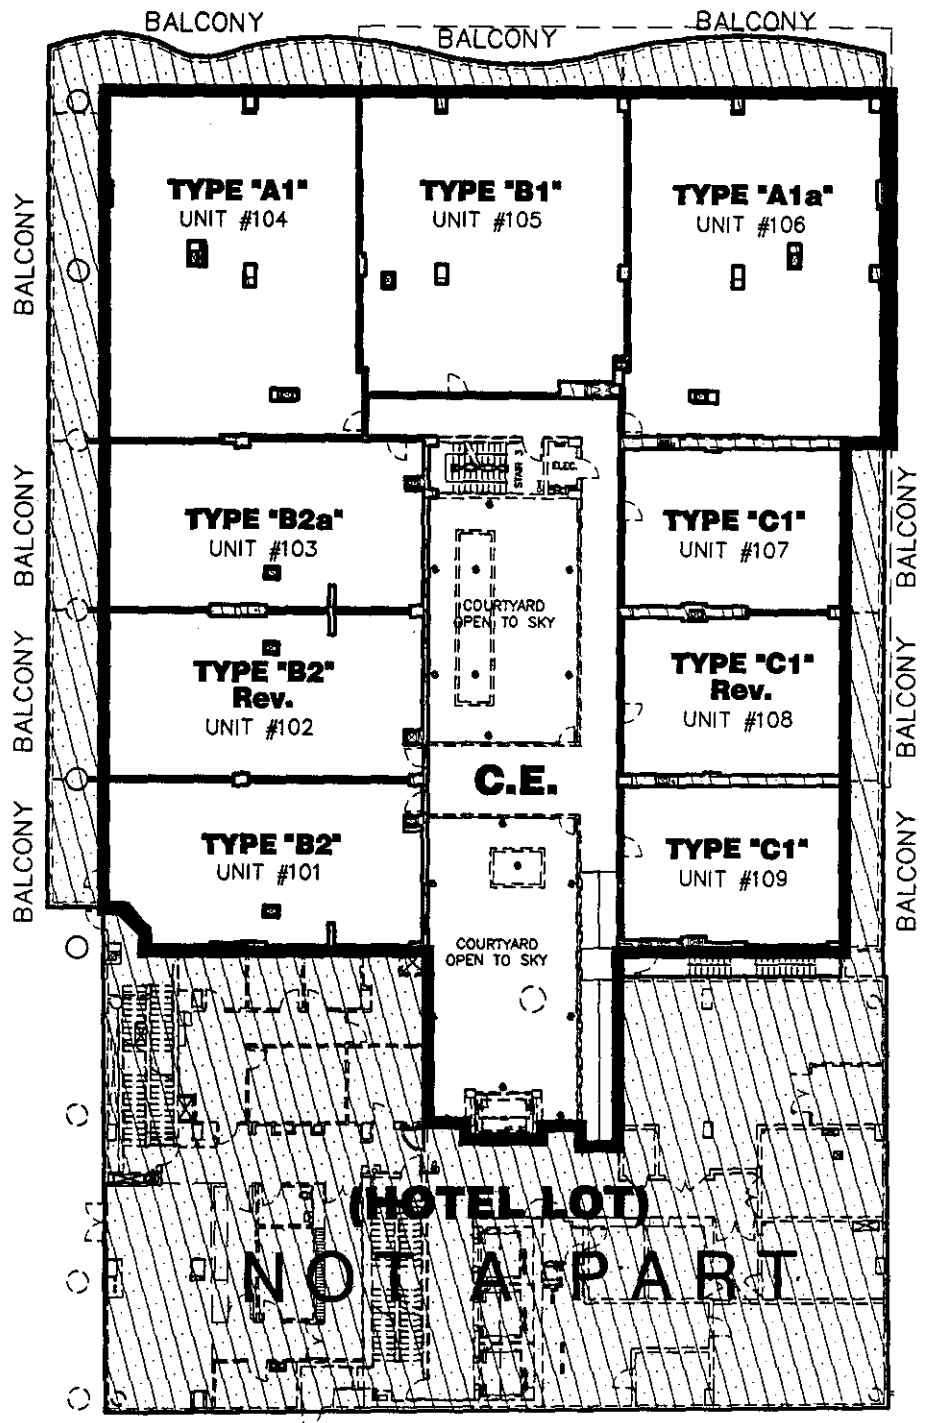 BALCONY
BALCONY
BALCONY
TYPE "A1"
UNIT #104
TYPE "B1"
UNIT #105
TYPE "A1a"
UNIT #106
BALCONY
STAIR 3
ELEC.
BALCONY
TYPE "B2a"
UNIT #103
TYPE "C1"
UNIT #107
BALCONY
COURTYARD
OPEN TO SKY
BALCONY
TYPE "B2"
Rev.
UNIT #102
TYPE "C1"
Rev.
UNIT #108
BALCONY
C.E.
BALCONY
TYPE "B2"
UNIT #101
TYPE "C1"
UNIT #109
BALCONY
COURTYARD
OPEN TO SKY
(HOTEL LOT)
NOT A PART